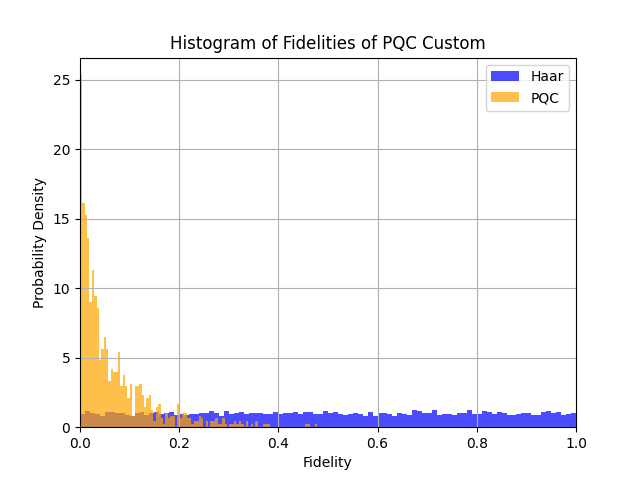 Histogram of Fidelities of PQC Custom
Haar
PQC
25
20
15
10
5
0
Probability Density
0.0 0.2 0.4 0.6 0.8 1.0
Fidelity